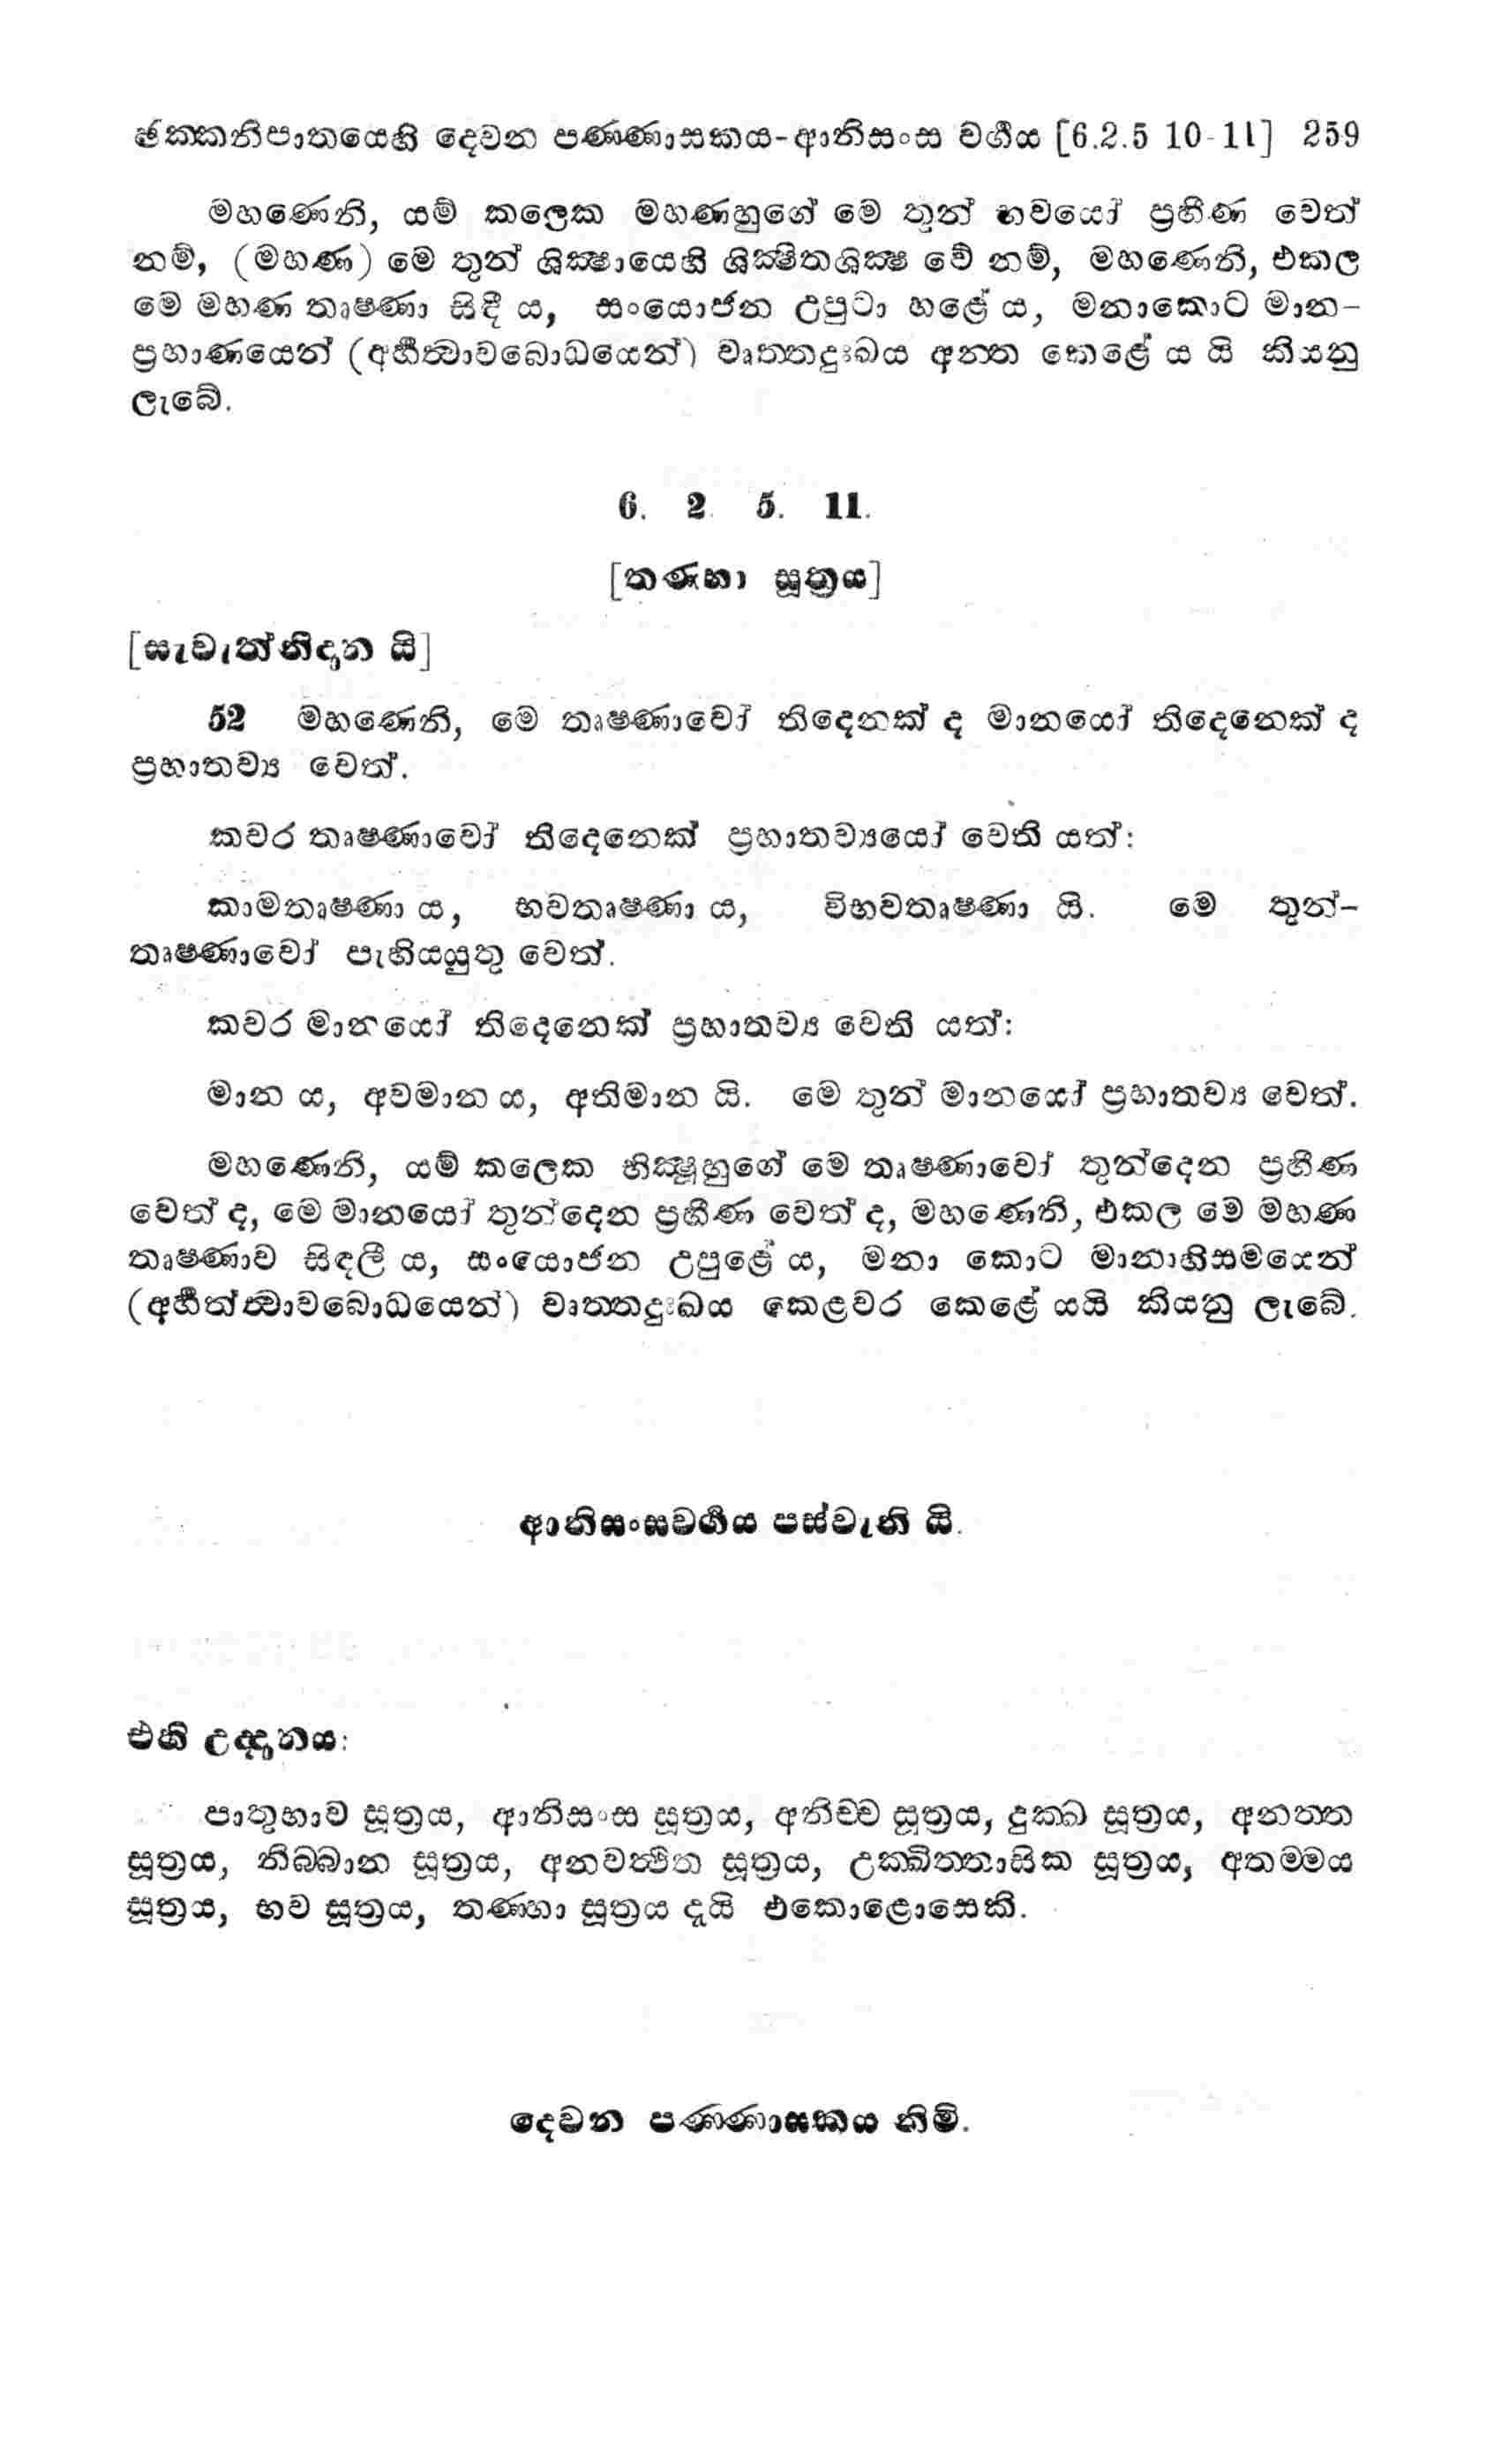 ඡක්කනිපාතයෙහි දෙවන පණ්ණාසකය-ආනිසංස වර්‍ගය [6.2.5 10-11] 259
මහණෙනි, යම් කලෙක මහණහුගේ මෙ තුන් භවයෝ ප්‍රහීණ වෙත්
නම්, (මහණ) මෙ තුන් ශික්‍ෂායෙහි ශික්‍ෂිතශික්‍ෂ වේ නම්, මහණෙනි, එකල
මෙ මහණ තෘෂ්ණා සිදී ය, සංයොජන උපුටා හළේ ය, මනාකොට මාන-
ප්‍රහාණයෙන් (අර්‍හත්‍වාවබොධයෙන්) වෘත්තදුඃඛය අන්ත කෙළේ ය යි කියනු
ලැබේ.
6. 2. 5. 11.
[තණ්හා සූත්‍රය]
[සැවැත්නිදාන යි]
52 මහණෙනි, මෙ තෘෂ්ණාවෝ තිදෙනක් ද මානයෝ තිදෙනෙක් ද
ප්‍රහාතව්‍ය වෙත්.
කවර තෘෂ්ණාවෝ තිදෙනෙක් ප්‍රහාතව්‍යයෝ වෙති යත්:
කාමතෘෂ්ණා ය, භවතෘෂ්ණා ය, විභවතෘෂ්ණා යි. මෙ තුන්-
තෘෂ්ණාවෝ පැහියයුතු වෙත්.
කවර මානයෝ තිදෙනෙක් ප්‍රහාතව්‍ය වෙති යත්:
මාන ය, අවමාන ය, අතිමාන යි. මෙ තුන් මානයෝ ප්‍රහාතව්‍ය වෙත්.
මහණෙනි, යම් කලෙක භික්‍ෂුහුගේ මෙ තෘෂ්ණාවෝ තුන්දෙන ප්‍රහීණ
වෙත් ද, මෙ මානයෝ තුන්දෙන ප්‍රහීණ වෙත් ද, මහණෙනි, එකල මෙ මහණ
තෘෂ්ණාව සිඳලී ය, සංයොජන උපුළේ ය, මනා කොට මානාභිසමයෙන්
(අර්‍හත්ත්‍වාවබොධයෙන්) වෘත්තදුඃඛය කෙළවර කෙළේ යයි කියනු ලැබේ.
ආනිසංසවර්‍ගය පස්වැනි යි.
එහි උද්දානය:
පාතුභාව සූත්‍රය, ආනිසංස සූත්‍රය, අනිච්ච සූත්‍රය, දුක්ඛ සූත්‍රය, අනත්ත
සූත්‍රය, නිබ්බාන සූත්‍රය, අනවත්‍ථිත සූත්‍රය, උක්ඛිත්තාසික සූත්‍රය, අතම්මය
සූත්‍රය, භව සූත්‍රය, තණ්හා සූත්‍රය දැයි එකොළොසෙකි.
දෙවන පණ්ණාසකය නිමි.